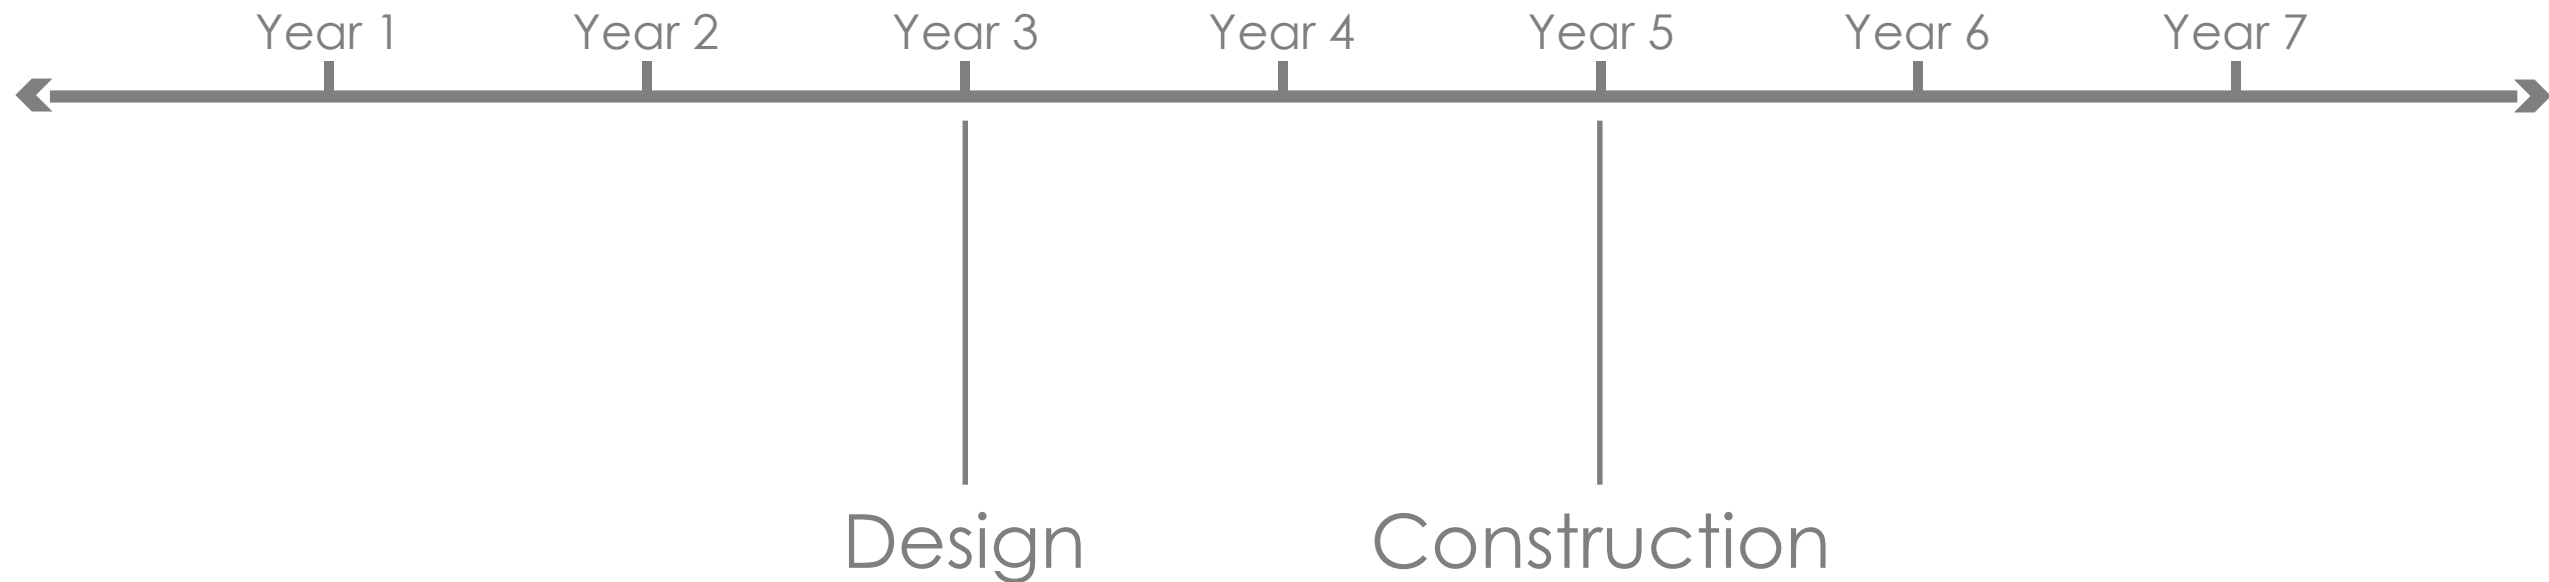 Year 1 Year 2 Year 3 Year 4 Year 5 Year 6 Year 7
Design Construction